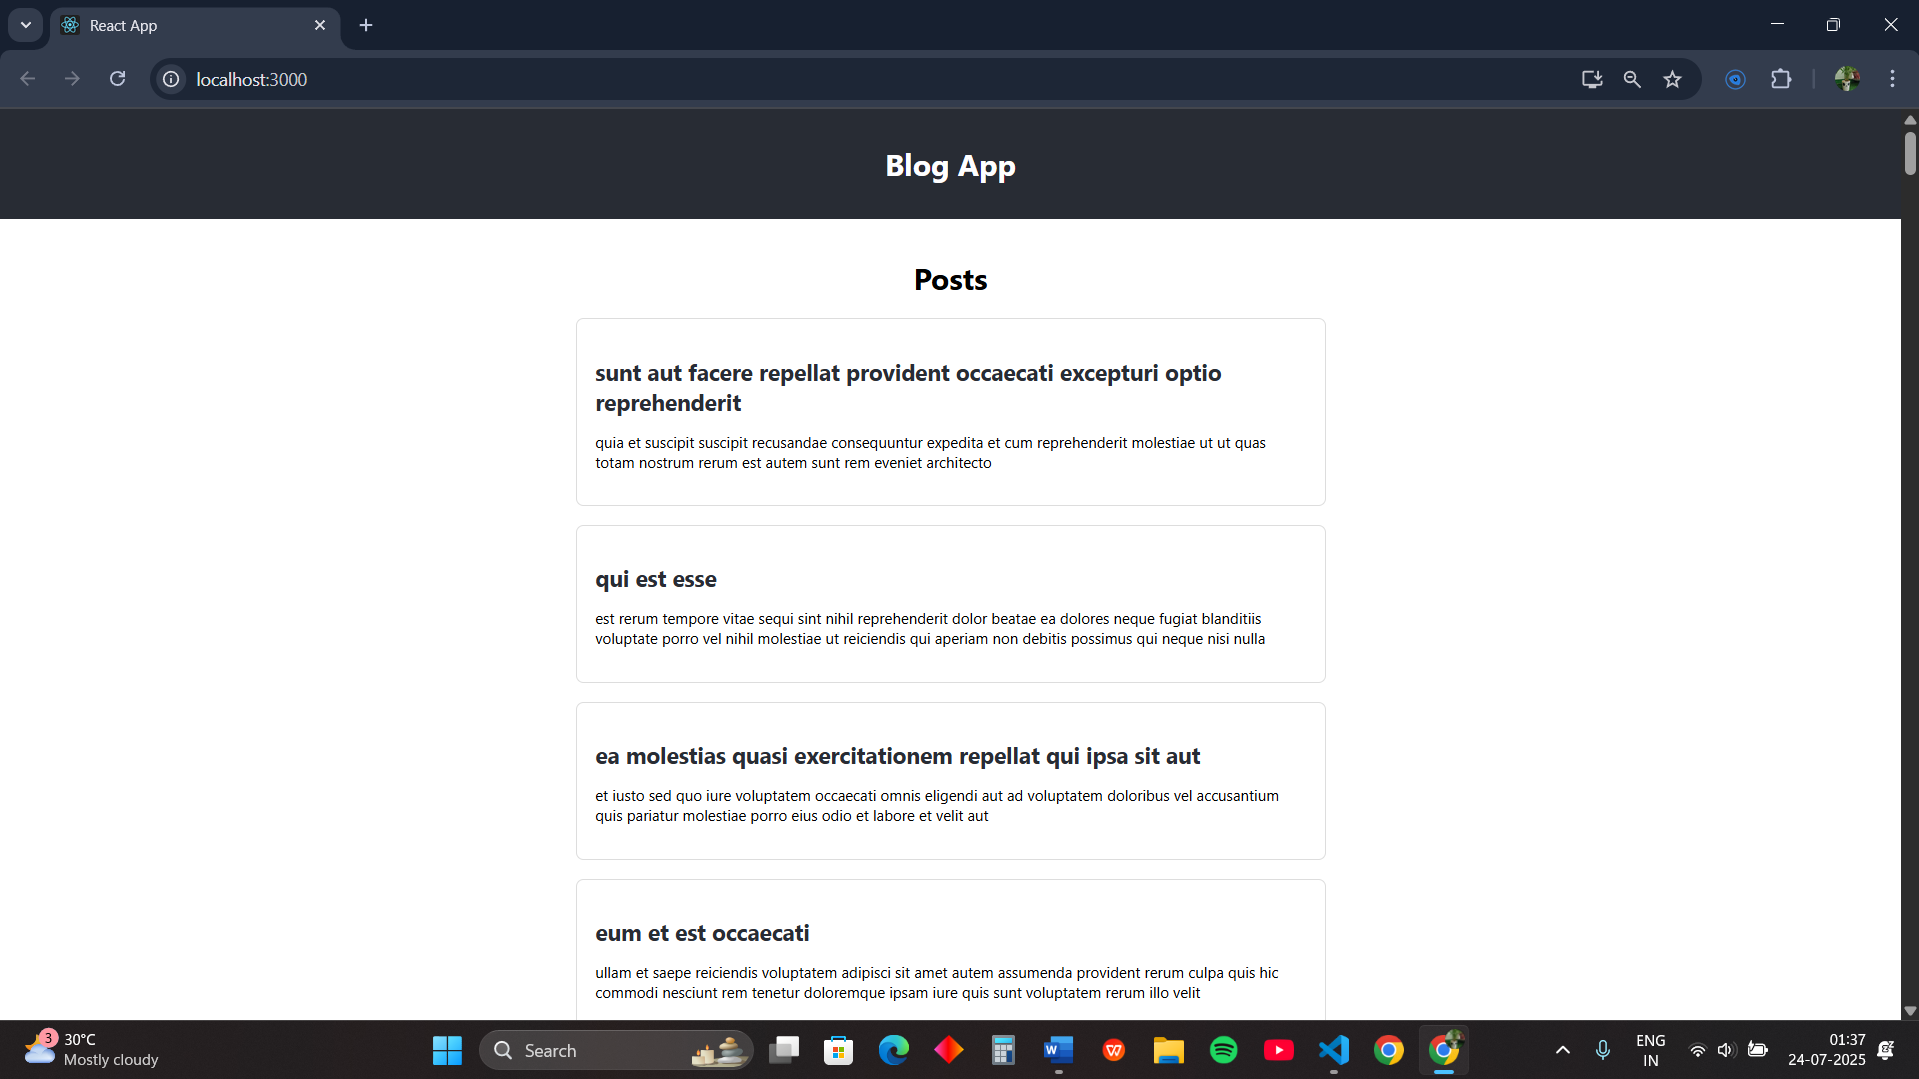 React App
localhost:3000
Blog App
Posts
sunt aut facere repellat provident occaecati excepturi optio
reprehenderit
quia et suscipit suscipit recusandae consequuntur expedita et cum reprehenderit molestiae ut ut quas
totam nostrum rerum est autem sunt rem eveniet architecto
qui est esse
est rerum tempore vitae sequi sint nihil reprehenderit dolor beatae ea dolores neque fugiat blanditiis
voluptate porro vel nihil molestiae ut reiciendis qui aperiam non debitis possimus qui neque nisi nulla
ea molestias quasi exercitationem repellat qui ipsa sit aut
et iusto sed quo iure voluptatem occaecati omnis eligendi aut ad voluptatem doloribus vel accusantium
quis pariatur molestiae porro eius odio et labore et velit aut
eum et est occaecati
ullam et saepe reiciendis voluptatem adipisci sit amet autem assumenda provident rerum culpa quis hic
commodi nesciunt rem tenetur doloremque ipsam iure quis sunt voluptatem rerum illo velit
3
30°C
Mostly cloudy
Search
W
W
ENG
IN
01:37
24-07-2025